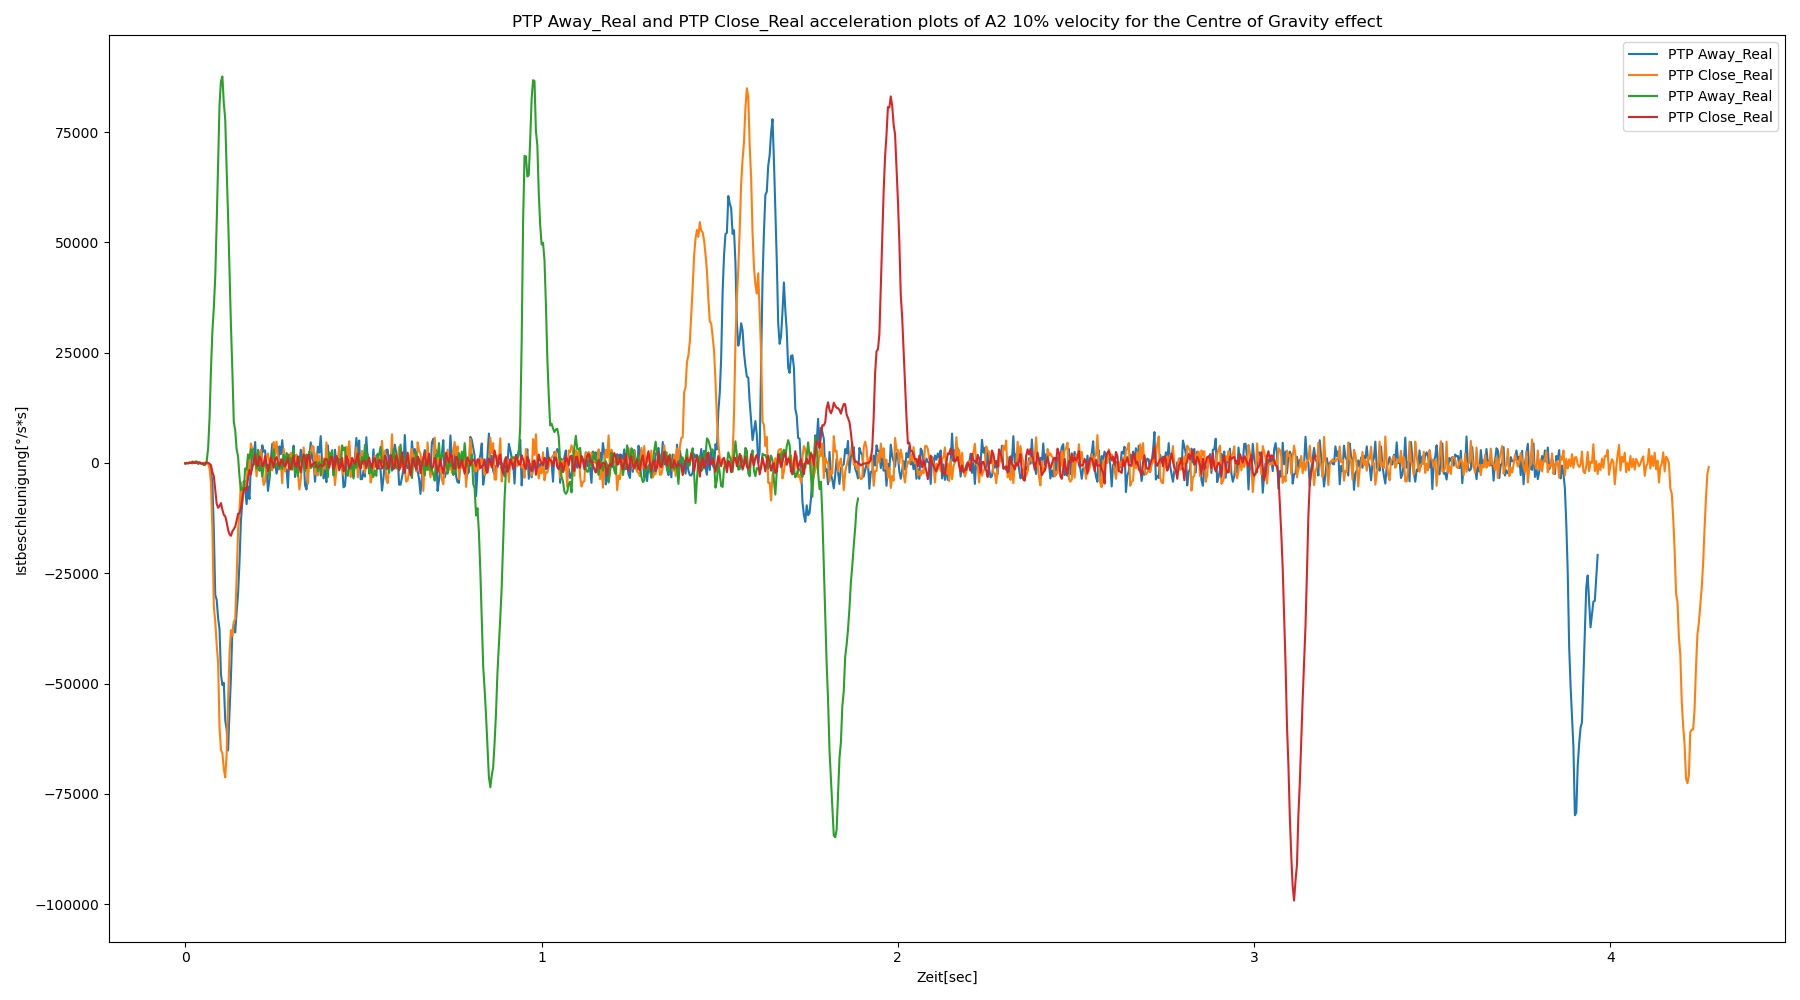 PTP Away_Real and PTP Close_Real acceleration plots of A2 10% velocity for the Centre of Gravity effect
PTP Away_Real
PTP Close_Real
PTP Away_Real
PTP Close_Real
Istbeschleunigung[°/s*s]
75000
50000
25000
0
−25000
−50000
−75000
−100000
0 1 2 3 4
Zeit[sec]